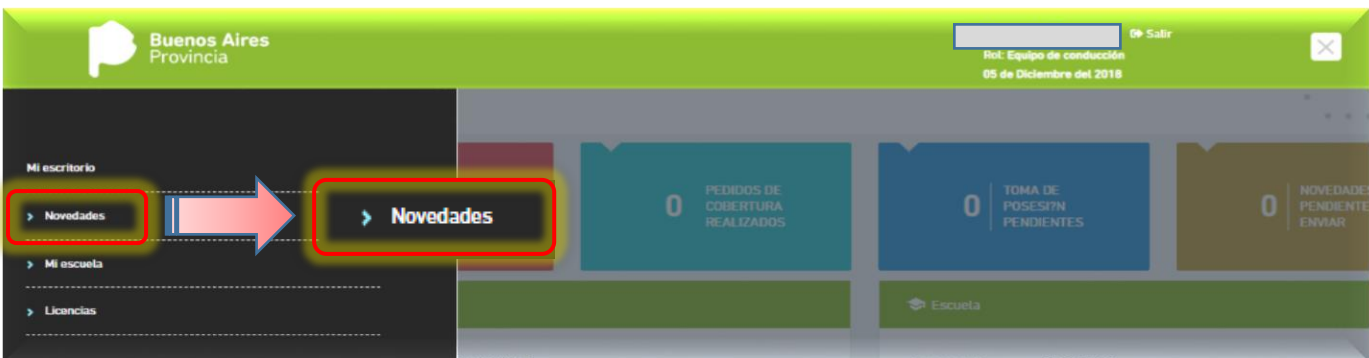 Buenos Aires
Provincia
Salir
Rol: Equipo de conducción
05 de Diciembre del 2018
Mi escritorio
Novedades
Novedades
Mi escuela
Licencias
0 PEDIDOS DE
COBERTURA
REALIZADOS
0 TOMA DE
POSESI?N
PENDIENTES
0 NOVEDADES
PENDIENTE
ENVIAR
Escuela